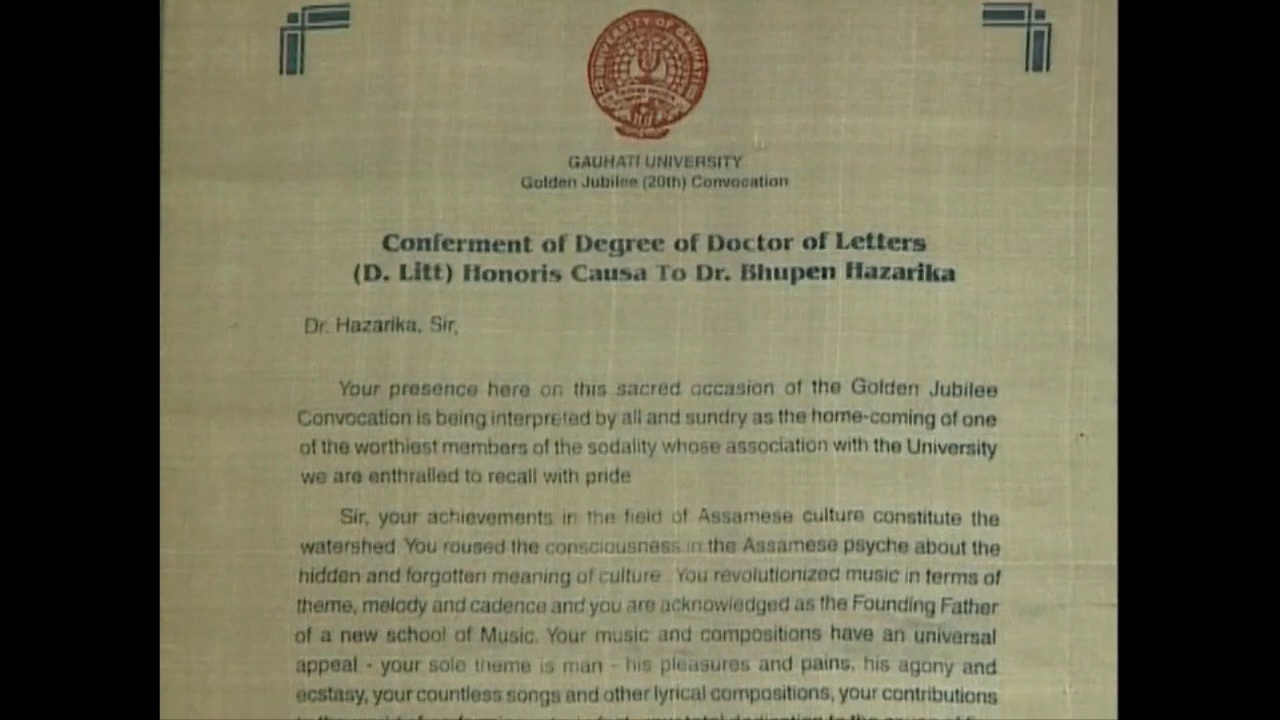 UNIVERSITY OF GAUHATI
GAUHATI UNIVERSITY
Golden Jubilee (20th) Convocation
Conferment of Degree of Doctor of Letters
(D. Litt) Honoris Causa To Dr. Bhupen Hazarika
Dr. Hazarika, Sir,
Your presence here on this sacred occasion of the Golden Jubilee
Convocation is being interpreted by all and sundry as the home-coming of one
of the worthiest members of the sodality whose association with the University
we are enthralled to recall with pride
Sir, your achievements in the field of Assamese culture constitute the
watershed. You roused the consciousness in the Assamese psyche about the
hidden and forgotten meaning of culture. You revolutionized music in terms of
theme, melody and cadence and you are acknowledged as the Founding Father
of a new school of Music. Your music and compositions have an universal
appeal - your sole theme is man - his pleasures and pains, his agony and
ecstasy, your countless songs and other lyrical compositions, your contributions